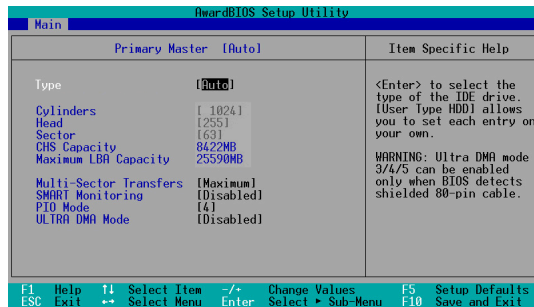 AwardBIOS Setup Utility
Main
Primary Master [Auto]
Item Specific Help
Type [Auto]
Cylinders [ 1024]
Head [255]
Sector [63]
CHS Capacity 8422MB
Maximum LBA Capacity 25590MB
Multi-Sector Transfers [Maximum]
SMART Monitoring [Disabled]
PIO Mode [4]
ULTRA DMA Mode [Disabled]
<Enter> to select the
type of the IDE drive.
[User Type HDD] allows
you to set each entry on
your own.
WARNING: Ultra DMA mode
3/4/5 can be enabled
only when BIOS detects
shielded 80-pin cable.
F1 Help ↑↓ Select Item -/+ Change Values F5 Setup Defaults
ESC Exit ↔ Select Menu Enter Select ▸ Sub-Menu F10 Save and Exit